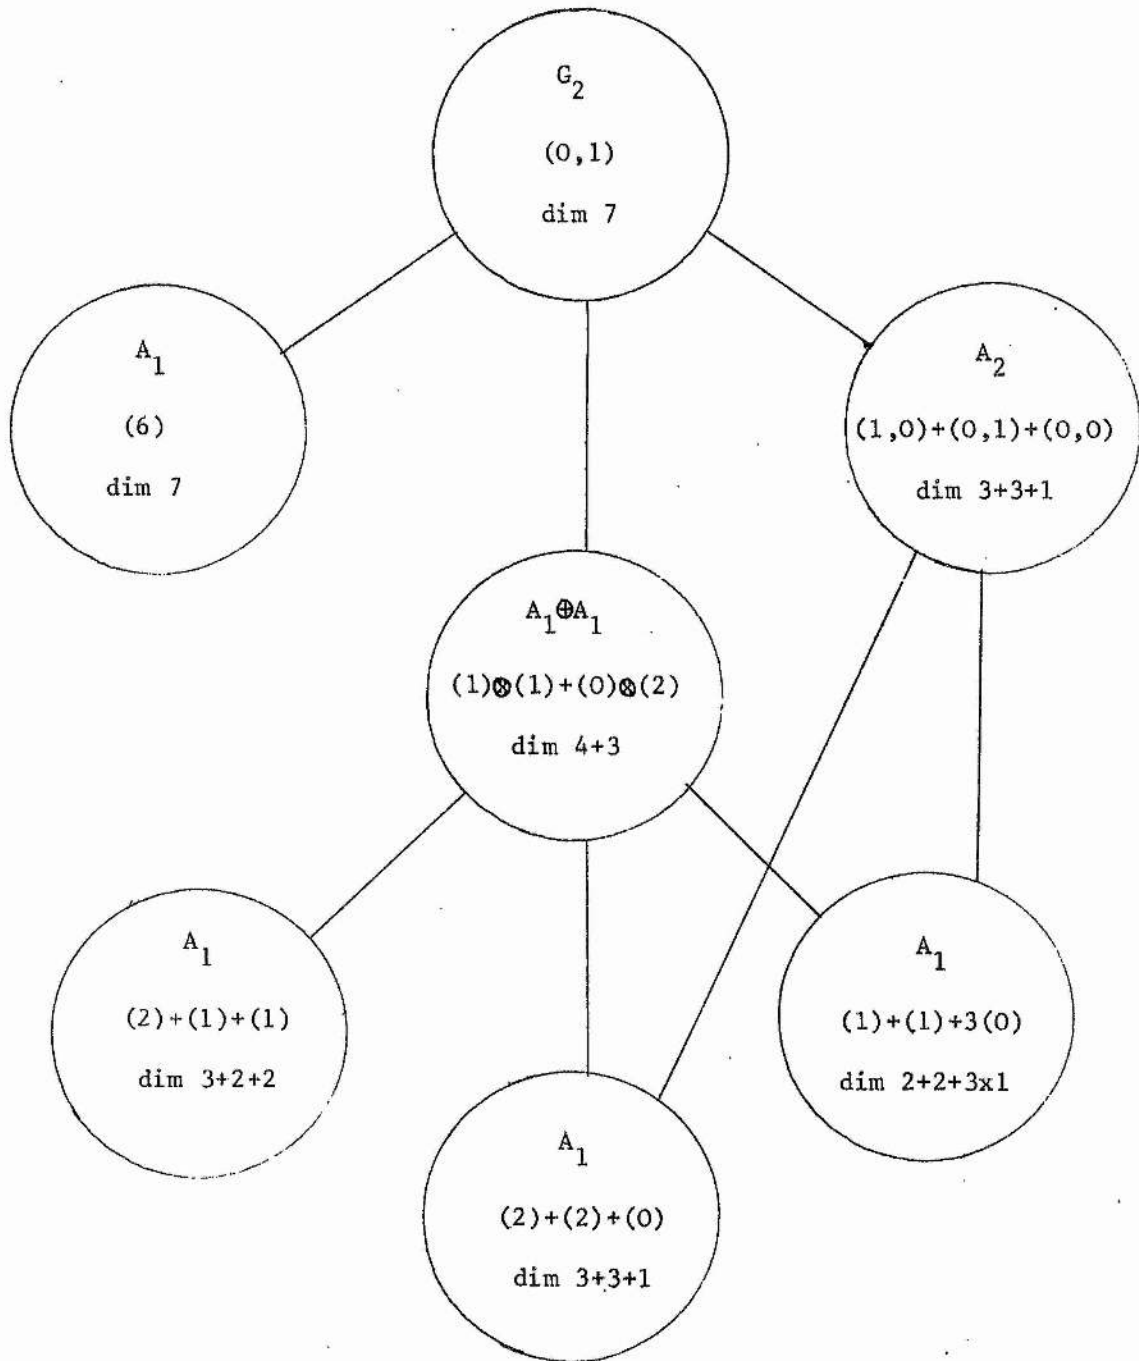 G₂
(0,1)
dim 7
A₁
(6)
dim 7
A₂
(1,0)+(0,1)+(0,0)
dim 3+3+1
A₁⊕A₁
(1)⊗(1)+(0)⊗(2)
dim 4+3
A₁
(2)+(1)+(1)
dim 3+2+2
A₁
(1)+(1)+3(0)
dim 2+2+3x1
A₁
(2)+(2)+(0)
dim 3+3+1